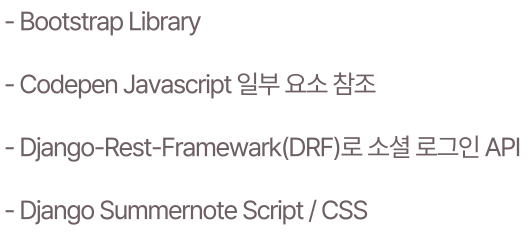 - Bootstrap Library
- Codepen Javascript 일부 요소 참조
- Django-Rest-Framewark(DRF)로 소셜 로그인 API
- Django Summernote Script / CSS